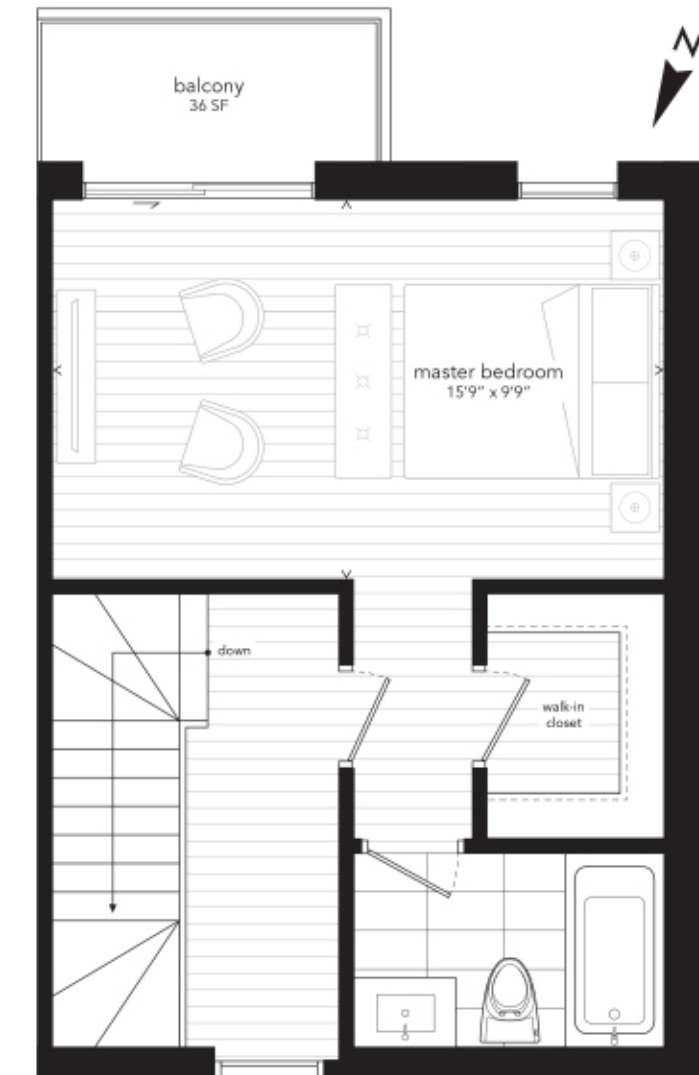 N
balcony
36 SF
master bedroom
15'9" x 9'9"
down
walk-in
closet